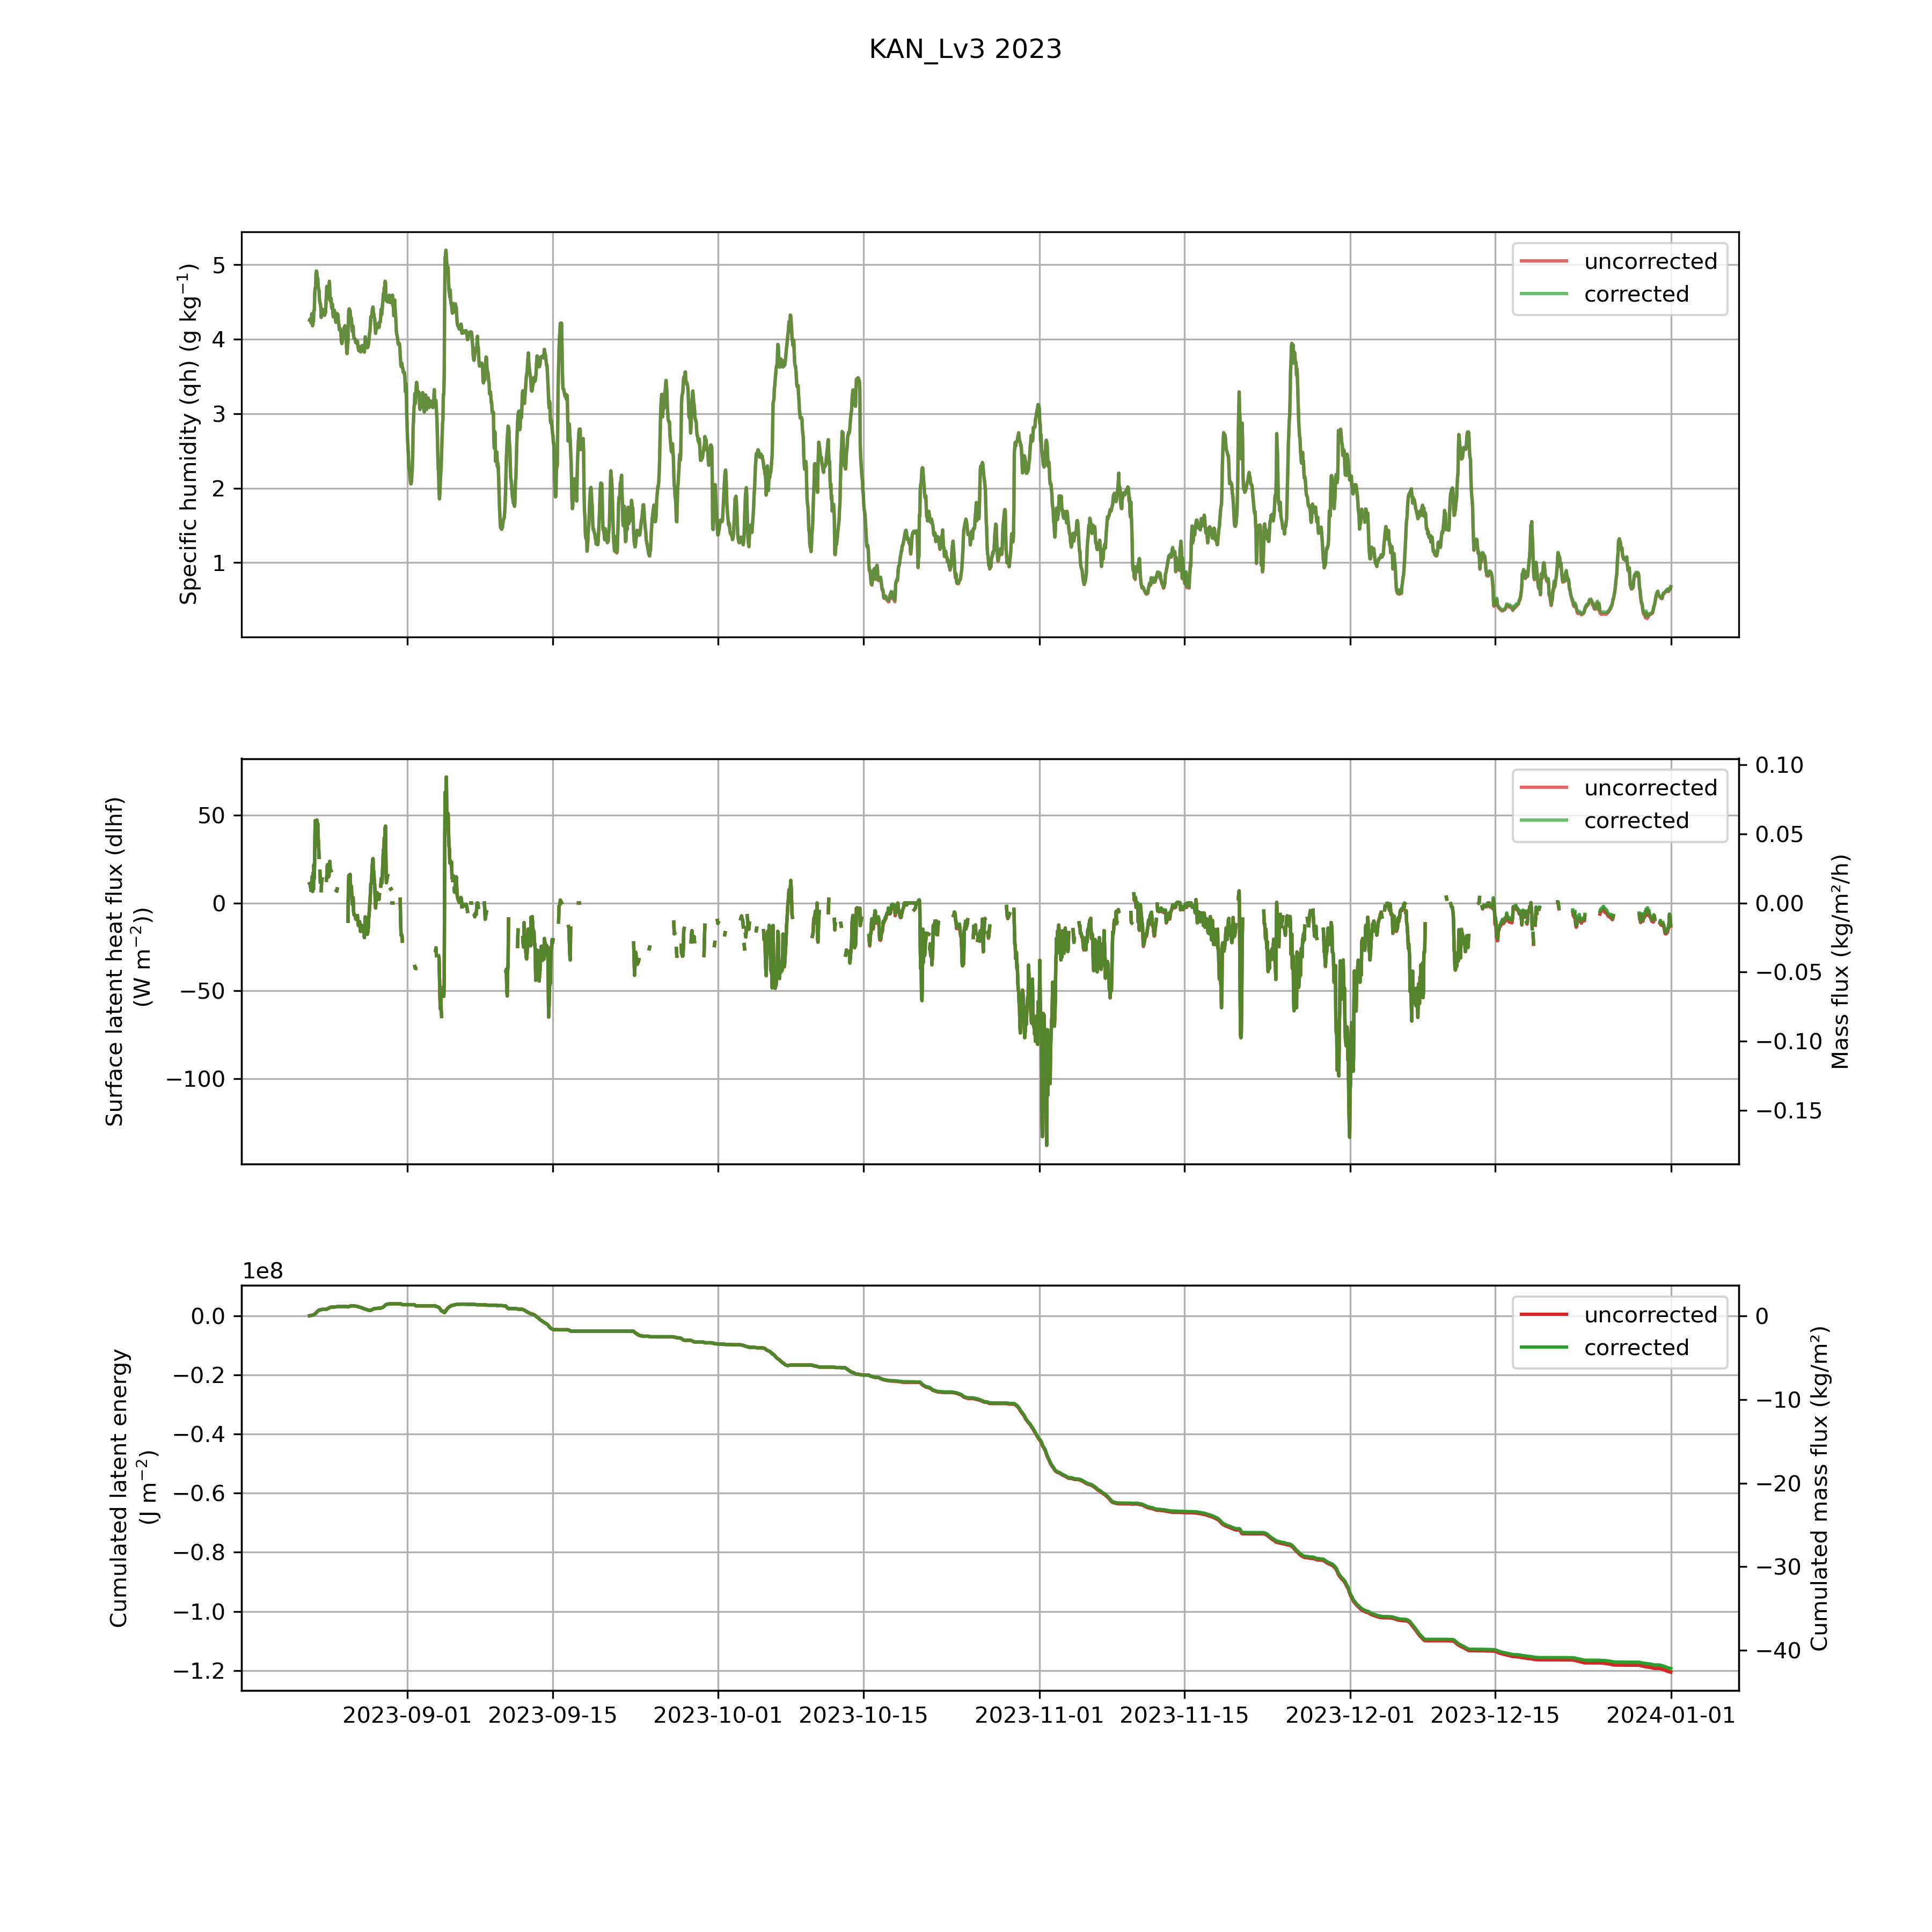 KAN_Lv3 2023
Specific humidity (qh) (g kg⁻¹)
5
4
3
2
1
uncorrected
corrected
Surface latent heat flux (dlhf)
(W m⁻²))
50
0
−50
−100
uncorrected
corrected
0.10
0.05
0.00
−0.05
−0.10
−0.15
Mass flux (kg/m²/h)
1e8
Cumulated latent energy
(J m⁻²)
0.0
−0.2
−0.4
−0.6
−0.8
−1.0
−1.2
uncorrected
corrected
0
−10
−20
−30
−40
Cumulated mass flux (kg/m²)
2023-09-01 2023-09-15 2023-10-01 2023-10-15 2023-11-01 2023-11-15 2023-12-01 2023-12-15 2024-01-01